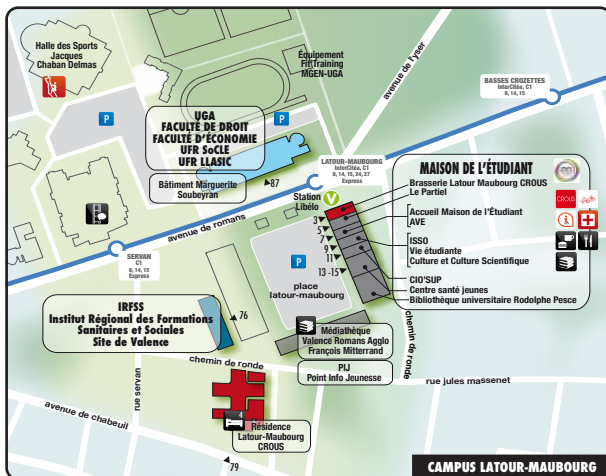 Halle des Sports
Jacques
Chaban Delmas
P
Équipement
Fit'Training
MGEN-UGA
P
avenue de l'yser
BASSES CROZETTES
InterCitéa, C1
8, 14, 15
UGA
FACULTÉ DE DROIT
FACULTÉ D'ÉCONOMIE
UFR SoCLE
UFR LLASIC
Bâtiment Marguerite
Soubeyran
87
LATOUR-MAUBOURG
InterCitéa, C1
8, 14, 15, 24, 27
Express
Station
Libélo
V
avenue de romans
SERVAN
C1
8, 14, 15
Express
MAISON DE L'ÉTUDIANT
Brasserie Latour Maubourg CROUS
Le Partiel
Accueil Maison de l'Étudiant
AVE
ISSO
Vie étudiante
Culture et Culture Scientifique
CIO'SUP
Centre santé jeunes
Bibliothèque universitaire Rodolphe Pesce
CROUS
3
5
7
9
11
13 -15
P
place
latour-maubourg
IRFSS
Institut Régional des Formations
Sanitaires et Sociales
Site de Valence
76
Médiathèque
Valence Romans Agglo
François Mitterrand
PIJ
Point Info Jeunesse
chemin de ronde
chemin de ronde
rue jules massenet
rue servan
avenue de chabeuil
4
Résidence
Latour-Maubourg
CROUS
79
CAMPUS LATOUR-MAUBOURG